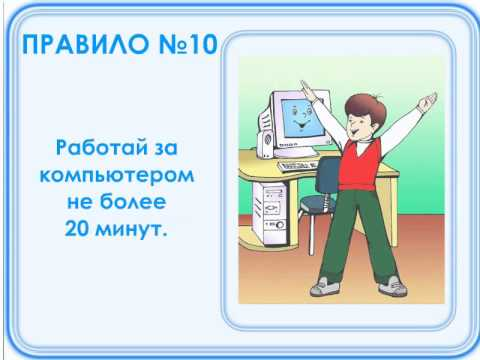 ПРАВИЛО №10
Работай за
компьютером
не более
20 минут.